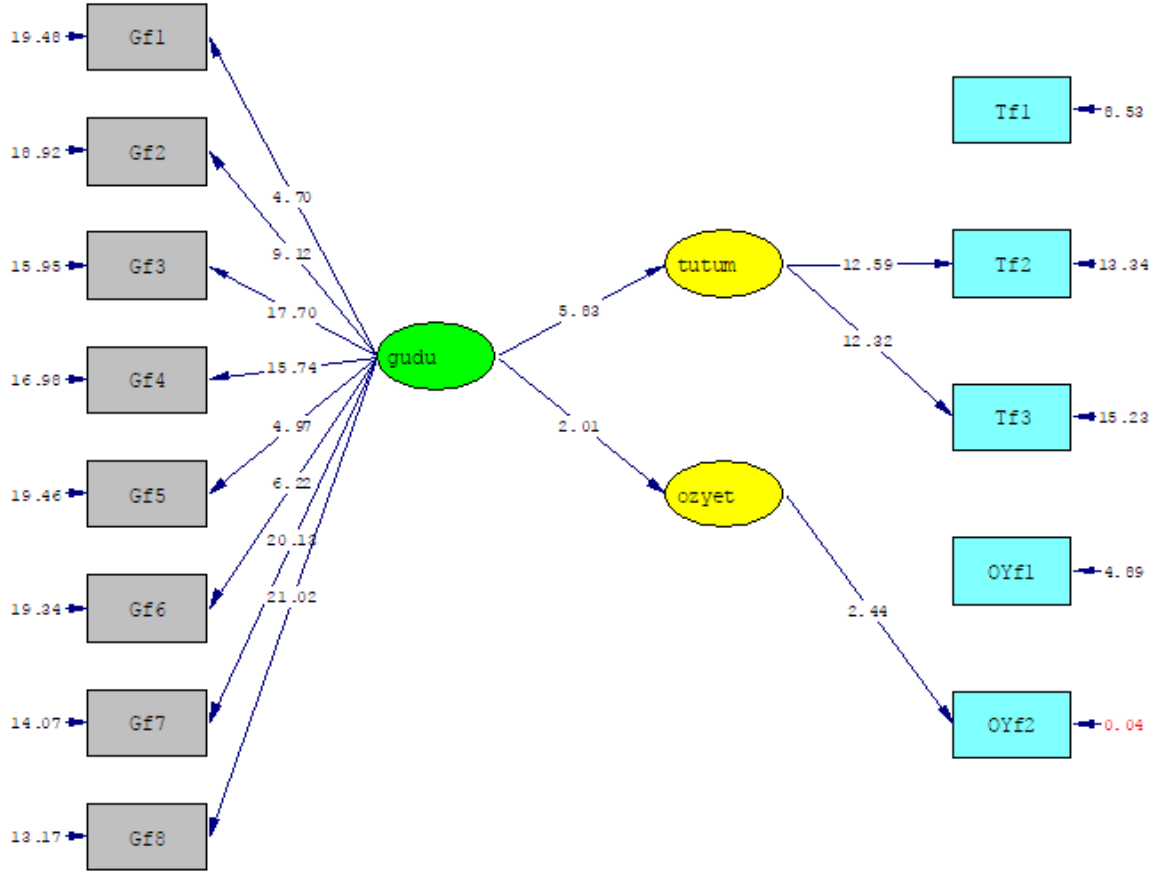 19.48 Gf1
Tf1 8.53
18.92 Gf2
4.70
9.12
15.95 Gf3
tutum 12.59 Tf2 13.34
17.70
5.83
12.32
gudu
16.98 Gf4
15.74
4.97
2.01
Tf3 15.23
19.46 Gf5
6.22
ozyet
20.13
OYf1 4.89
21.02
19.34 Gf6
2.44
14.07 Gf7
OYf2 0.04
13.17 Gf8